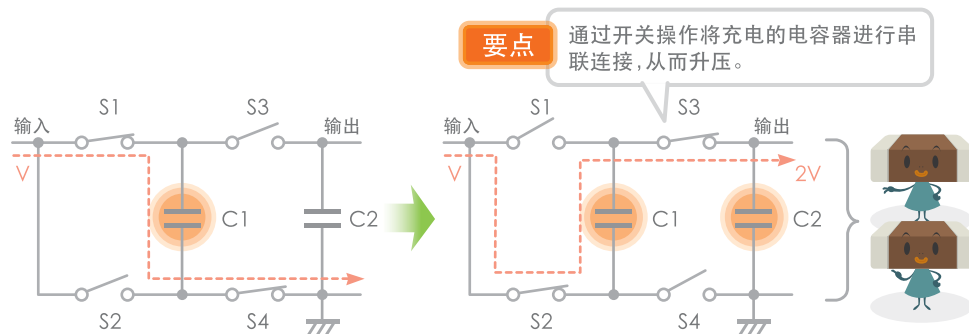 要点
通过开关操作将充电的电容器进行串
联连接，从而升压。
S1
S3
输入
输出
V
C1
C2
S2
S4
S1
S3
输入
输出
V
2V
C1
C2
S2
S4